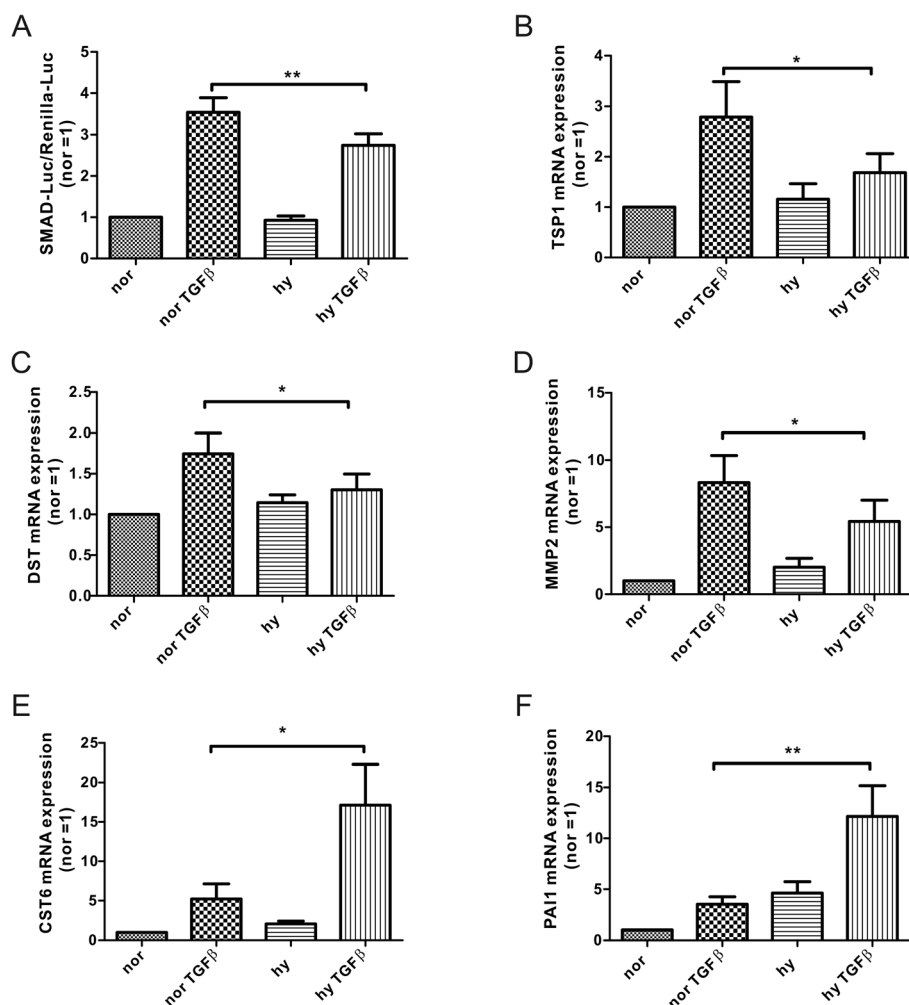 A
SMAD-Luc/Renilla-Luc
(nor =1)
5
4
3
2
1
0
**
nor
nor TGFβ
hy
hy TGFβ
B
TSP1 mRNA expression
(nor =1)
4
3
2
1
0
*
nor
nor TGFβ
hy
hy TGFβ
C
DST mRNA expression
(nor =1)
2.5
2.0
1.5
1.0
0.5
0.0
*
nor
nor TGFβ
hy
hy TGFβ
D
MMP2 mRNA expression
(nor =1)
15
10
5
0
*
nor
nor TGFβ
hy
hy TGFβ
E
CST6 mRNA expression
(nor =1)
25
20
15
10
5
0
*
nor
nor TGFβ
hy
hy TGFβ
F
PAI1 mRNA expression
(nor =1)
20
15
10
5
0
**
nor
nor TGFβ
hy
hy TGFβ